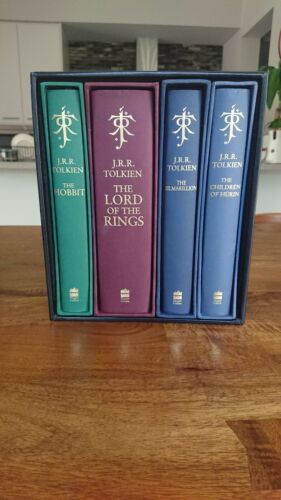 J.R.R.
TOLKIEN
THE
HOBBIT
J.R.R.
TOLKIEN
THE
LORD
OF THE
RINGS
J.R.R.
TOLKIEN
THE
SILMARILLION
J.R.R.
TOLKIEN
THE
CHILDREN
OF HÚRIN